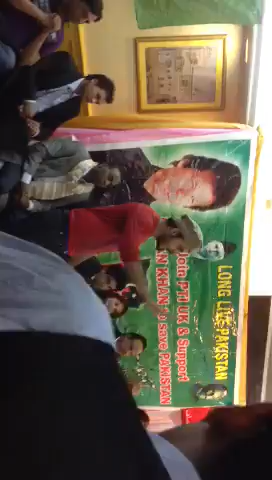 LONG LIVE PAKISTAN
Join PTI UK & Support
N KHAN to save PAKISTAN